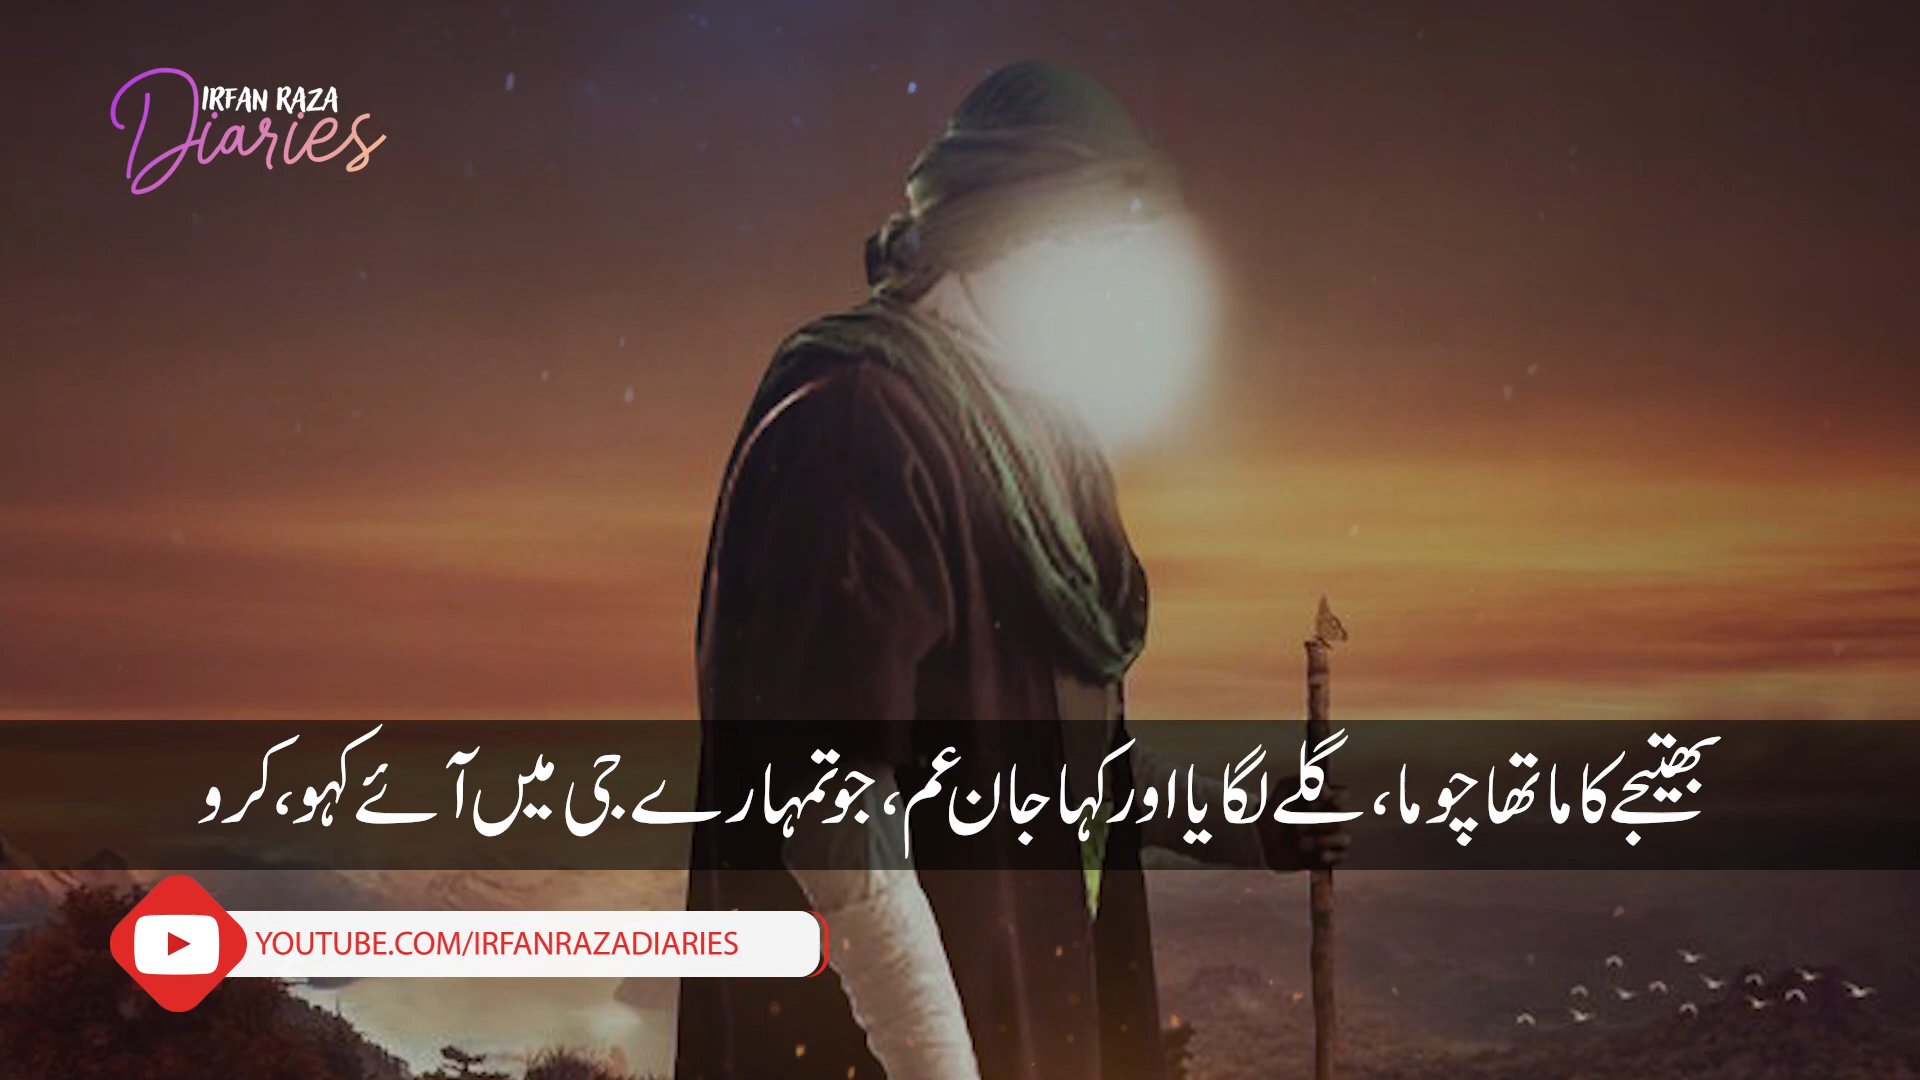 IRFAN RAZA
Diaries
بھتیجے کا ماتھا چوما، گلے لگایا اور کہا جان عم، جو تمہارے جی میں آئے کہو، کرو
YOUTUBE.COM/IRFANRAZADIARIES